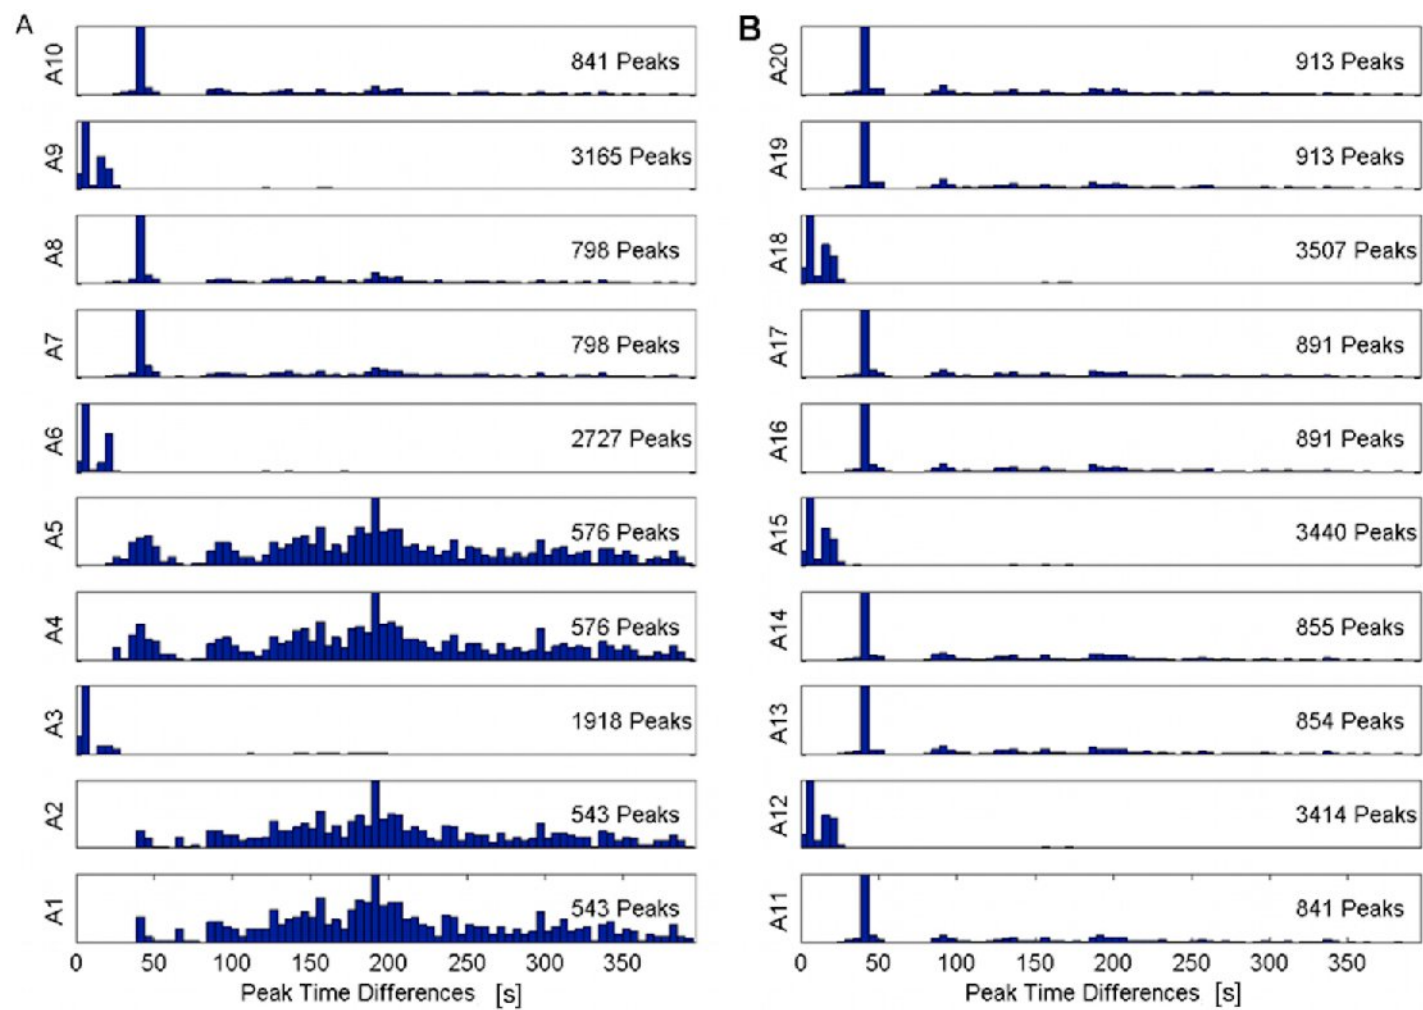 A
A10
841 Peaks
A9
3165 Peaks
A8
798 Peaks
A7
798 Peaks
A6
2727 Peaks
A5
576 Peaks
A4
576 Peaks
A3
1918 Peaks
A2
543 Peaks
A1
543 Peaks
0 50 100 150 200 250 300 350
Peak Time Differences [s]
B
A20
913 Peaks
A19
913 Peaks
A18
3507 Peaks
A17
891 Peaks
A16
891 Peaks
A15
3440 Peaks
A14
855 Peaks
A13
854 Peaks
A12
3414 Peaks
A11
841 Peaks
0 50 100 150 200 250 300 350
Peak Time Differences [s]